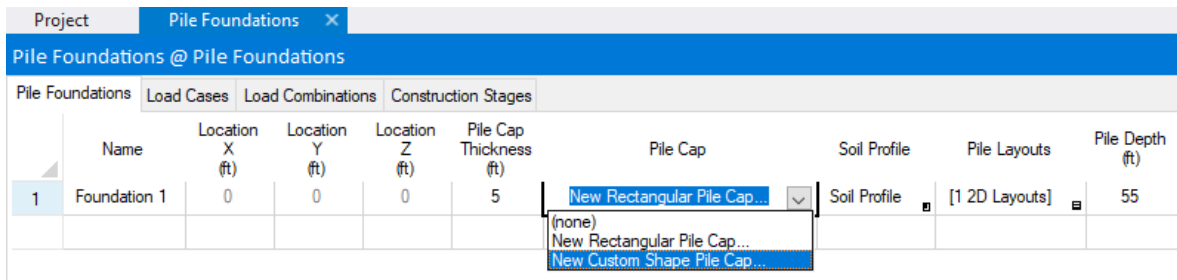 Project Pile Foundations ×
Pile Foundations @ Pile Foundations
Pile Foundations Load Cases Load Combinations Construction Stages
Name Location X (ft) Location Y (ft) Location Z (ft) Pile Cap Thickness (ft) Pile Cap Soil Profile Pile Layouts Pile Depth (ft)
1 Foundation 1 0 0 0 5 New Rectangular Pile Cap... Soil Profile [1 2D Layouts] 55
(none)
New Rectangular Pile Cap...
New Custom Shape Pile Cap...